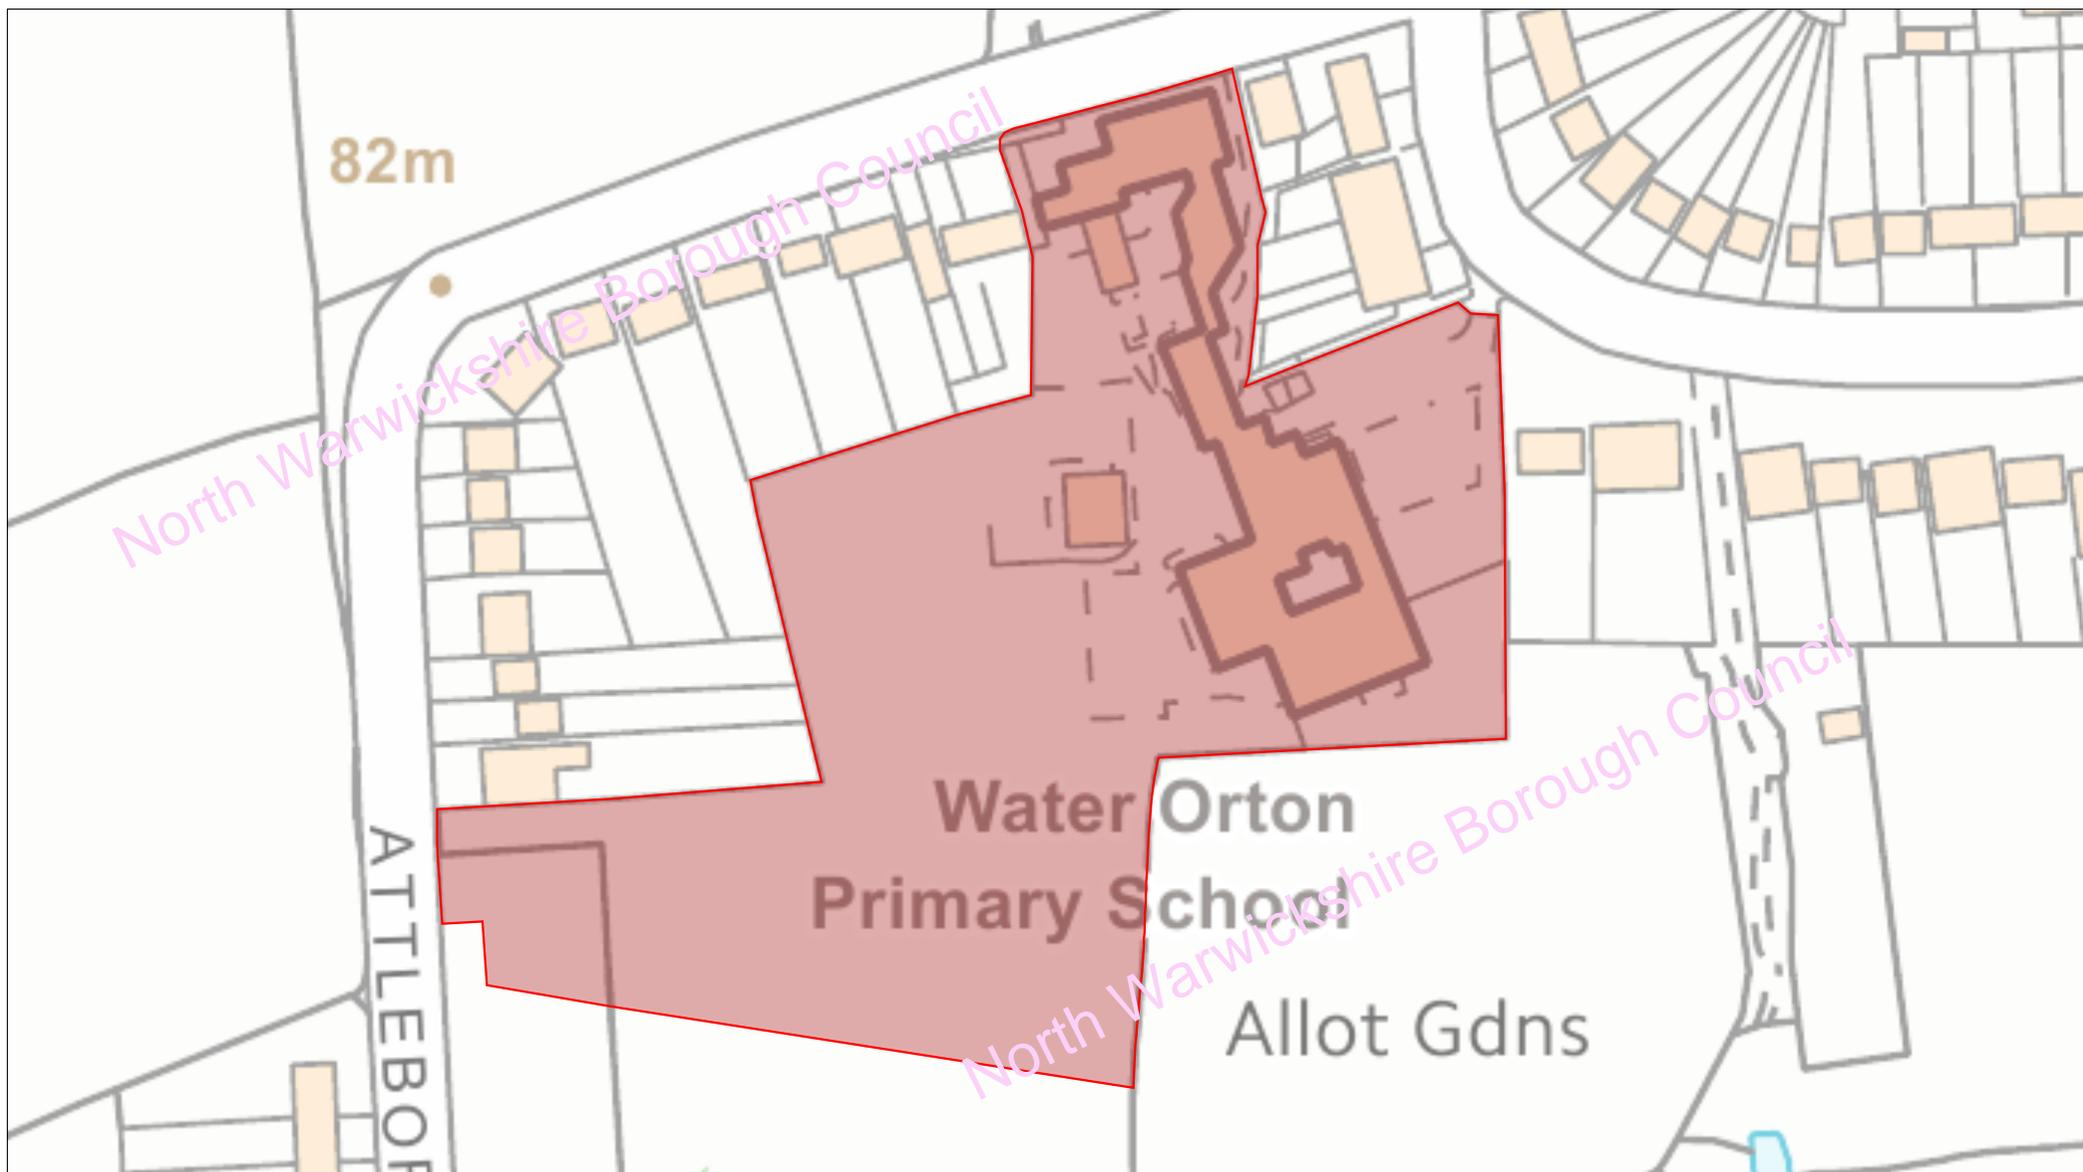 82m
North Warwickshire Borough Council
Water Orton
Primary School
North Warwickshire Borough Council
Allot Gdns
ATTLEBOR